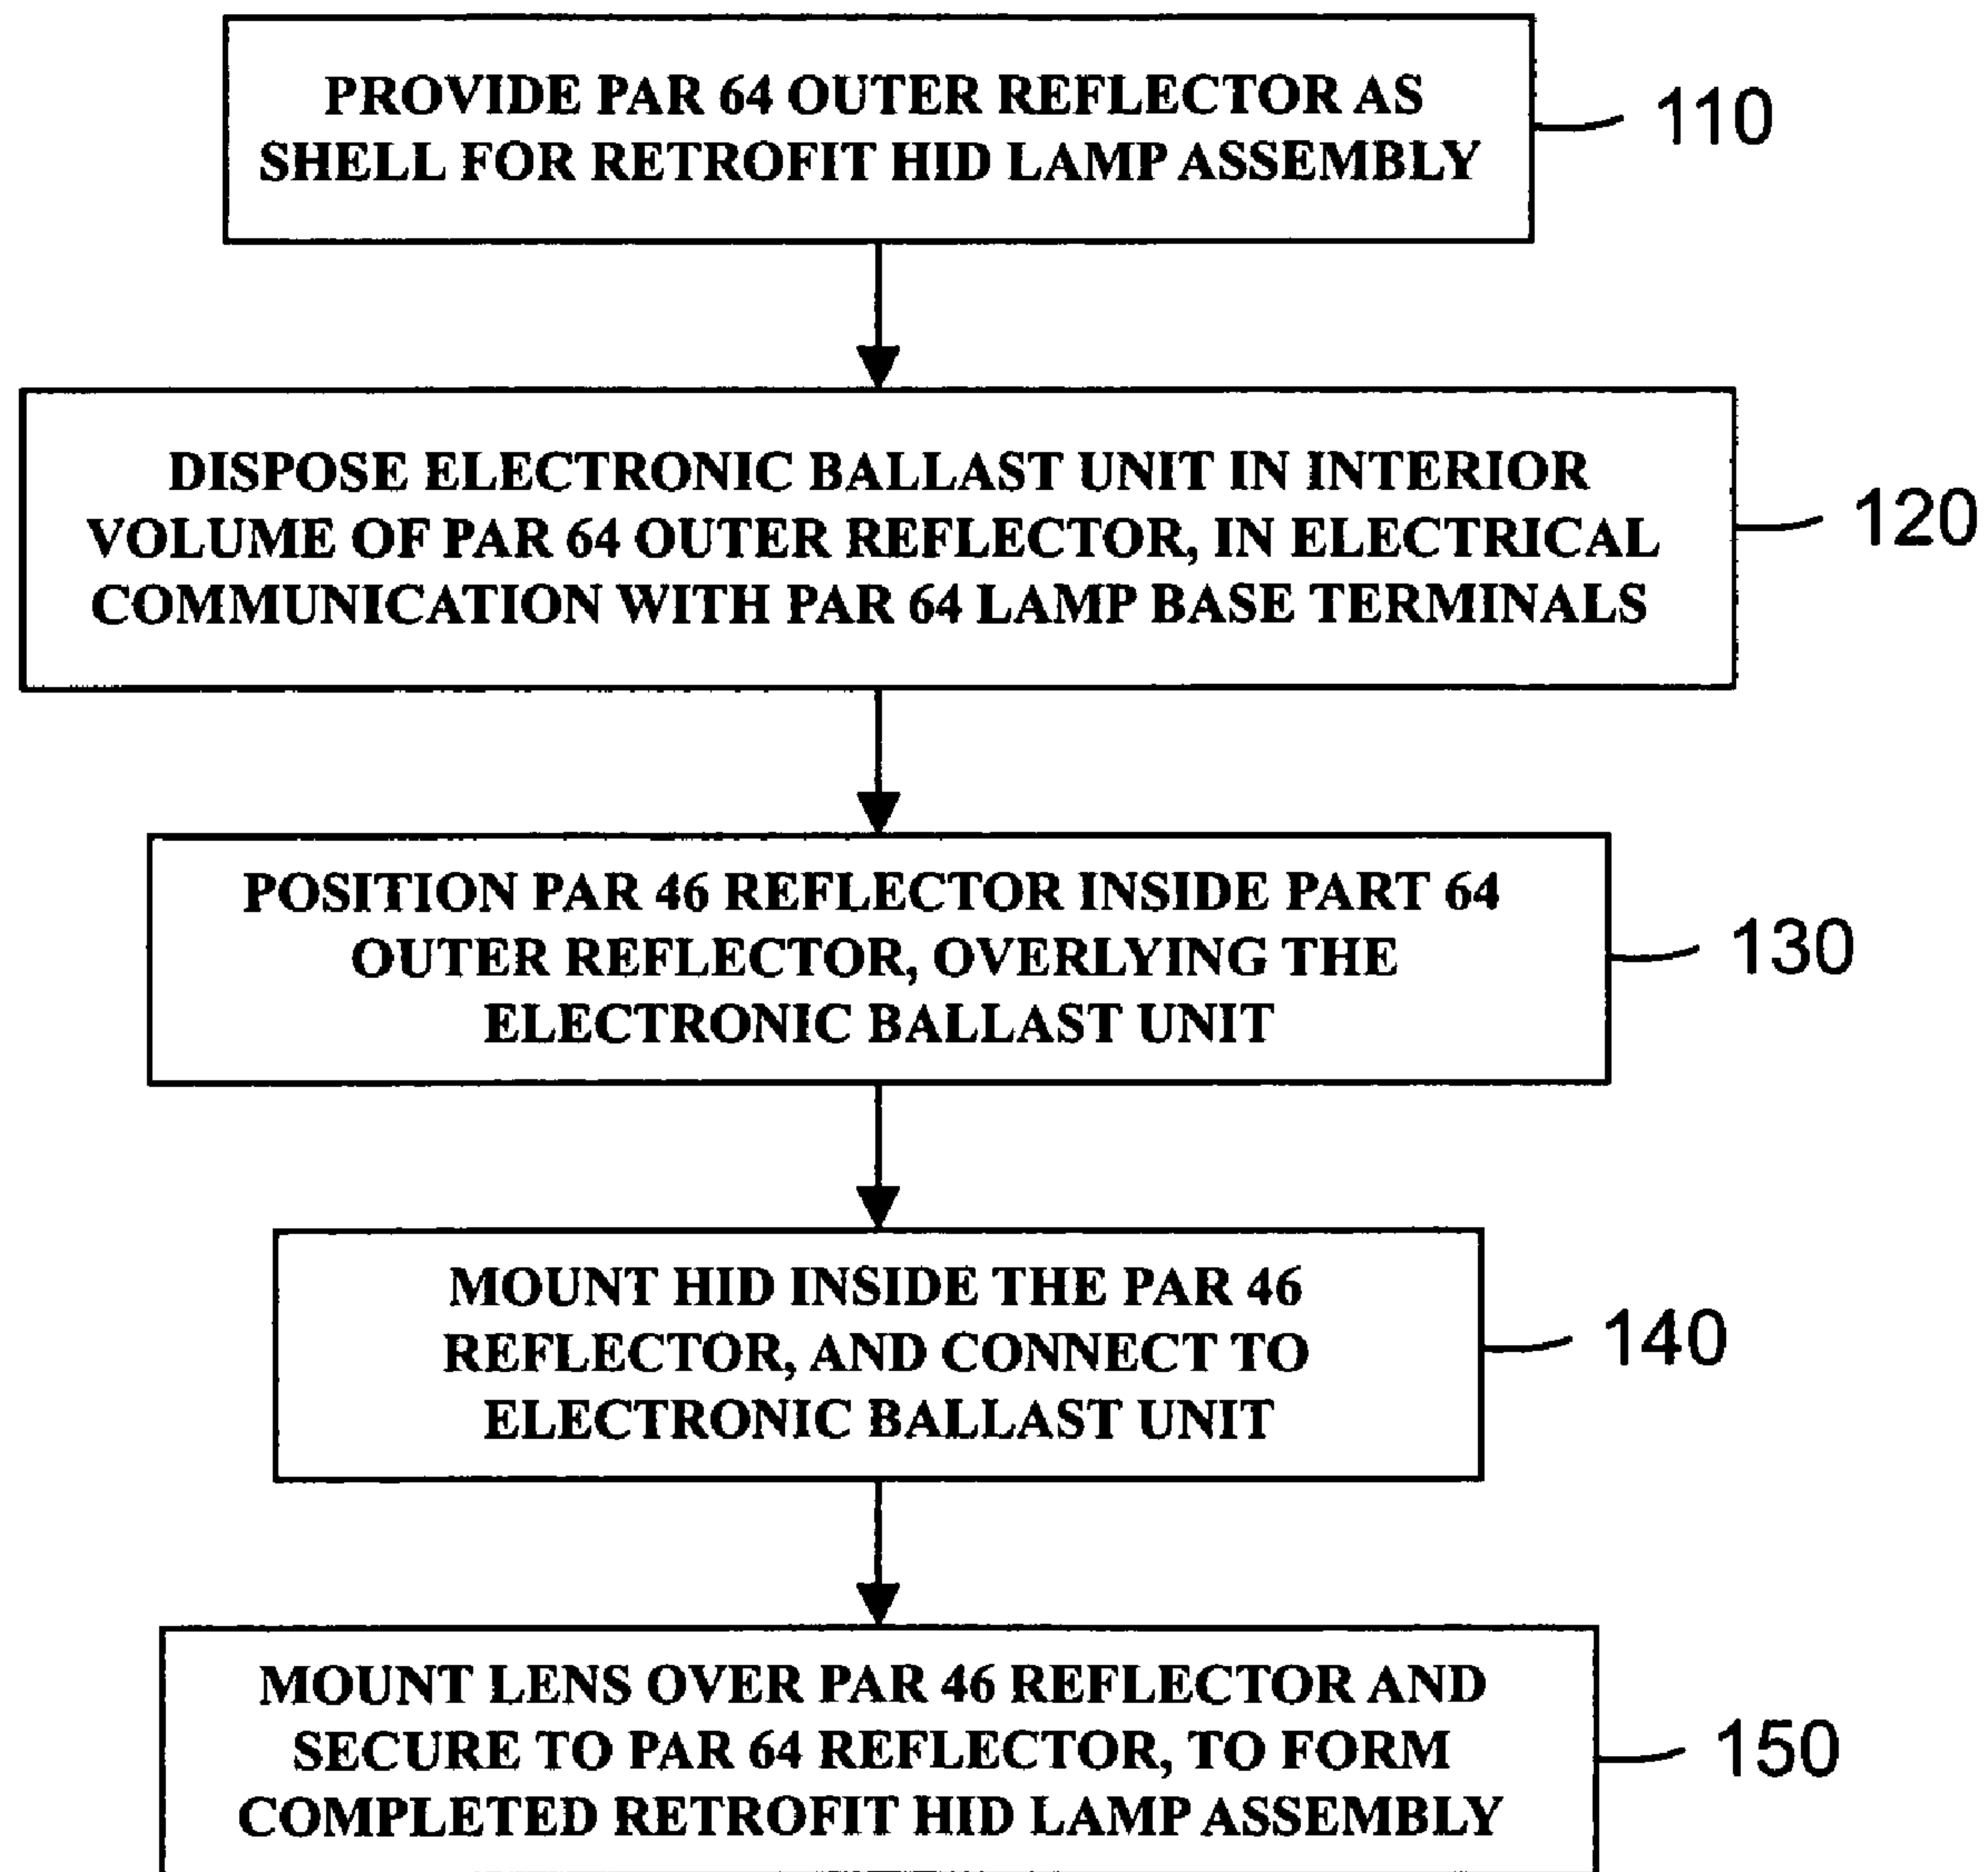 PROVIDE PAR 64 OUTER REFLECTOR AS
SHELL FOR RETROFIT HID LAMP ASSEMBLY
110
DISPOSE ELECTRONIC BALLAST UNIT IN INTERIOR
VOLUME OF PAR 64 OUTER REFLECTOR, IN ELECTRICAL
COMMUNICATION WITH PAR 64 LAMP BASE TERMINALS
120
POSITION PAR 46 REFLECTOR INSIDE PART 64
OUTER REFLECTOR, OVERLYING THE
ELECTRONIC BALLAST UNIT
130
MOUNT HID INSIDE THE PAR 46
REFLECTOR, AND CONNECT TO
ELECTRONIC BALLAST UNIT
140
MOUNT LENS OVER PAR 46 REFLECTOR AND
SECURE TO PAR 64 REFLECTOR, TO FORM
COMPLETED RETROFIT HID LAMP ASSEMBLY
150